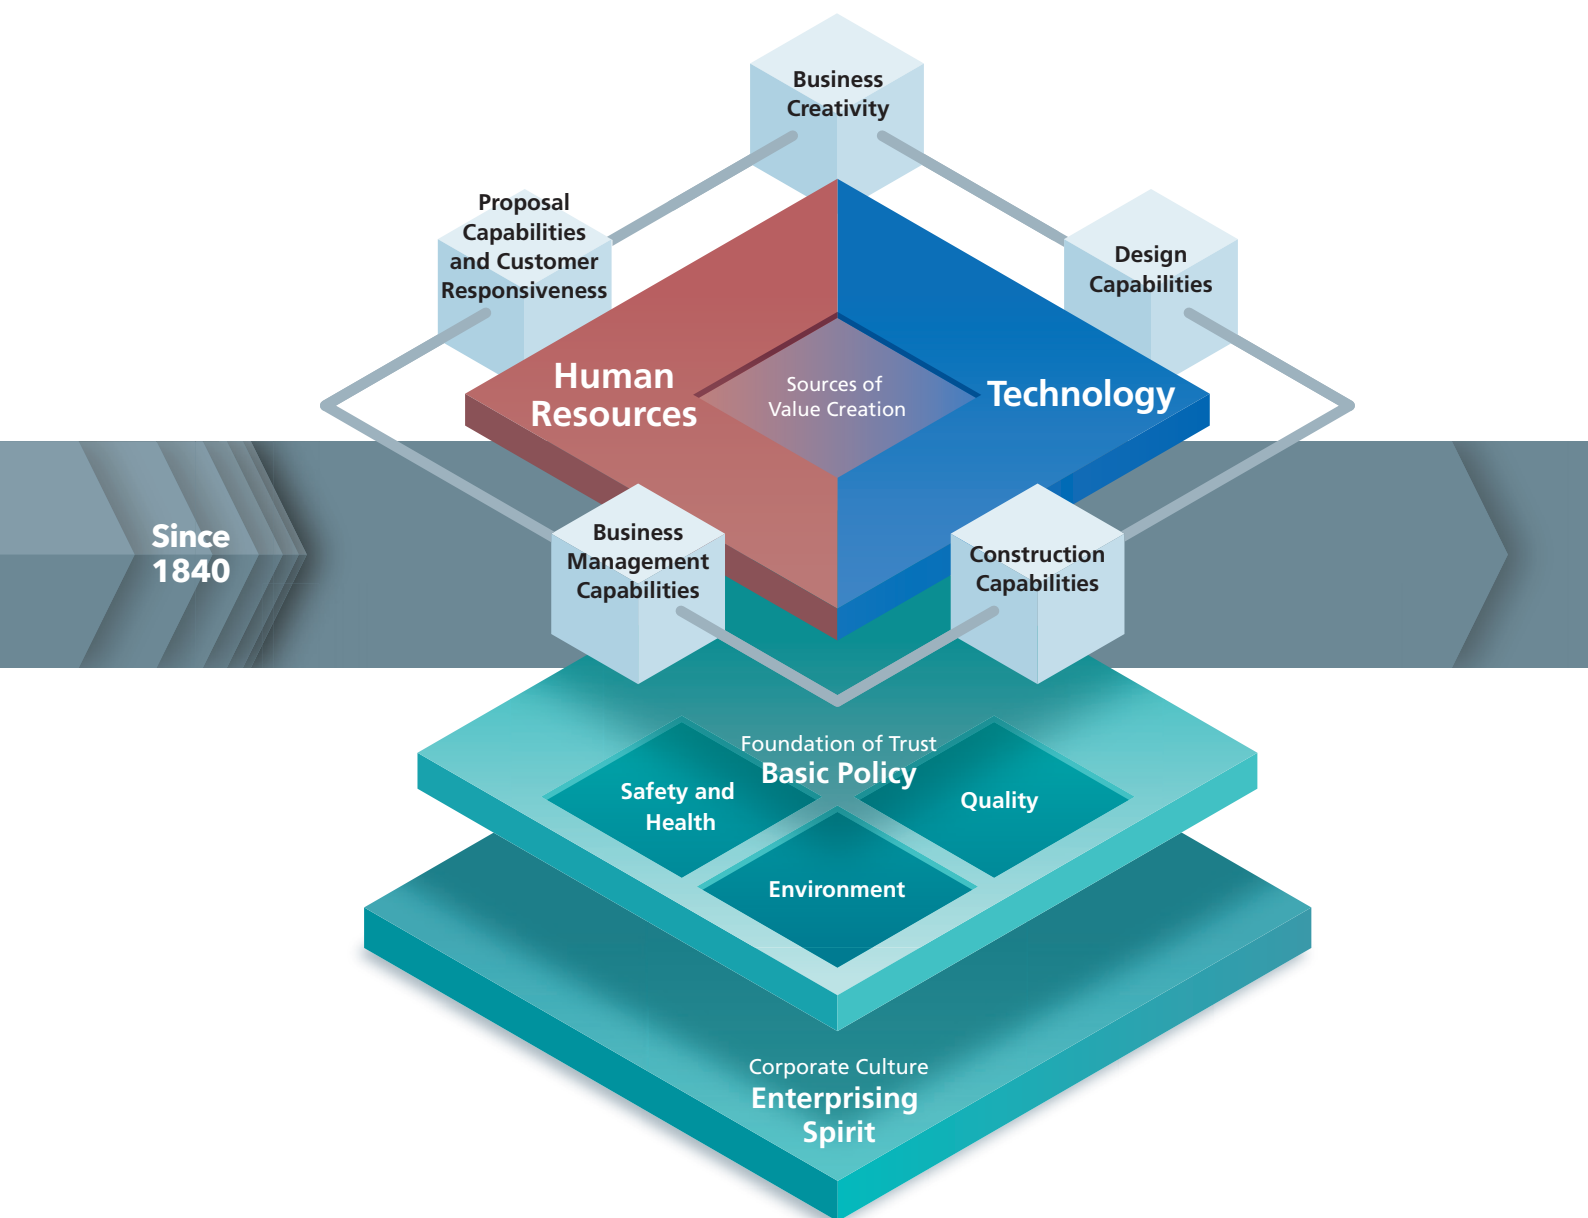 Business
Creativity
Proposal
Capabilities
and Customer
Responsiveness
Design
Capabilities
Human
Resources
Sources of
Value Creation
Technology
Since
1840
Business
Management
Capabilities
Construction
Capabilities
Foundation of Trust
Basic Policy
Safety and
Health
Quality
Environment
Corporate Culture
Enterprising
Spirit